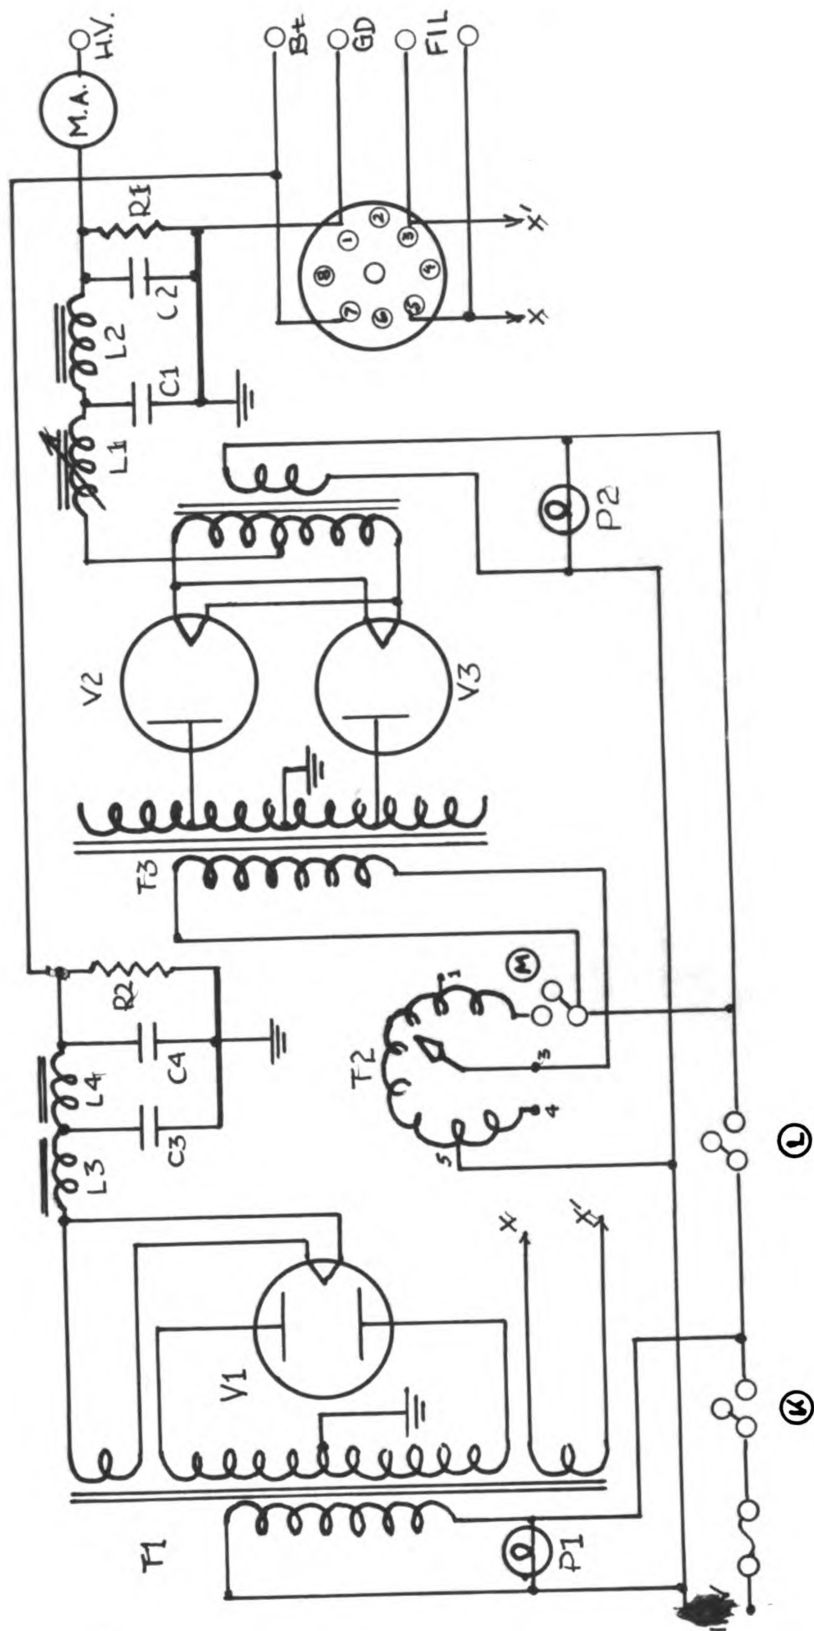 H.V.
M.A.
B+
GD
FIL
R1
C2
L2
C1
L1
1
2
3
4
5
6
7
8
X'
X
P2
V2
V3
T3
R2
C4
L4
C3
L3
M
T2
1
3
4
5
L
X
X'
V1
K
T1
P1